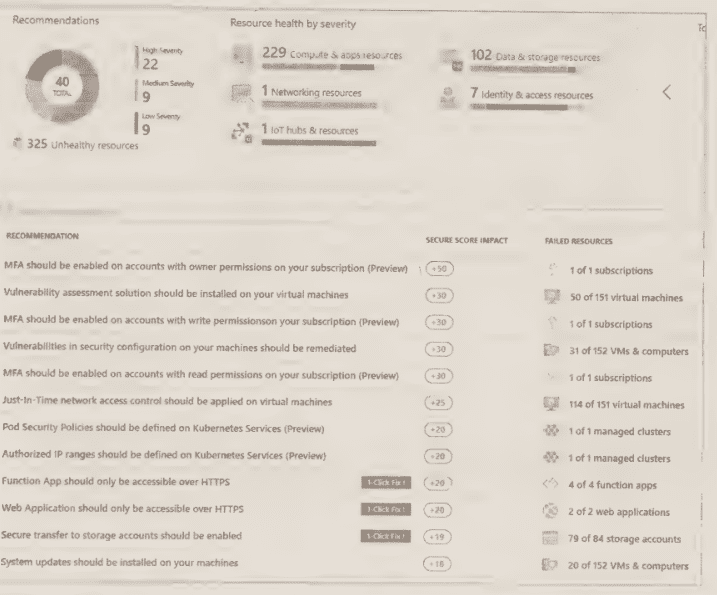 Recommendations
40
TOTAL
High Severity
22
Medium Severity
9
Low Severity
9
325 Unhealthy resources
Resource health by severity
229 Compute & apps resources
1 Networking resources
1 IoT hubs & resources
102 Data & storage resources
7 Identity & access resources
To
RECOMMENDATION SECURE SCORE IMPACT FAILED RESOURCES
MFA should be enabled on accounts with owner permissions on your subscription (Preview) +50 1 of 1 subscriptions
Vulnerability assessment solution should be installed on your virtual machines +30 50 of 151 virtual machines
MFA should be enabled on accounts with write permissionson your subscription (Preview) +30 1 of 1 subscriptions
Vulnerabilities in security configuration on your machines should be remediated +30 31 of 152 VMs & computers
MFA should be enabled on accounts with read permissions on your subscription (Preview) +30 1 of 1 subscriptions
Just-In-Time network access control should be applied on virtual machines +25 114 of 151 virtual machines
Pod Security Policies should be defined on Kubernetes Services (Preview) +20 1 of 1 managed clusters
Authorized IP ranges should be defined on Kubernetes Services (Preview) +20 1 of 1 managed clusters
Function App should only be accessible over HTTPS 1-Click Fix ! +20 4 of 4 function apps
Web Application should only be accessible over HTTPS 1-Click Fix ! +20 2 of 2 web applications
Secure transfer to storage accounts should be enabled 1-Click Fix ! +19 79 of 84 storage accounts
System updates should be installed on your machines +18 20 of 152 VMs & computers